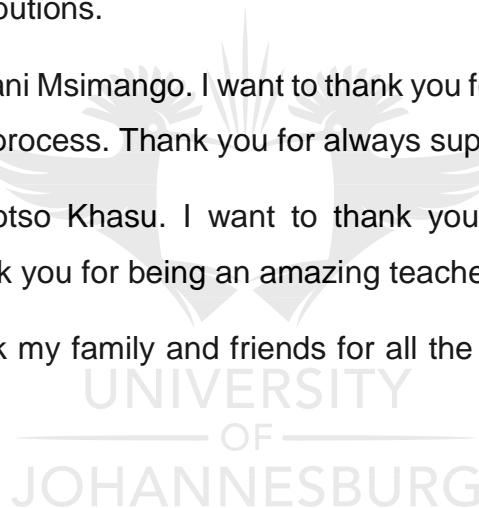 outions.
ani Msimango. I want to thank you f
process. Thank you for always sup
otso Khasu. I want to thank you
k you for being an amazing teache
k my family and friends for all the
UNIVERSITY
OF
JOHANNESBURG